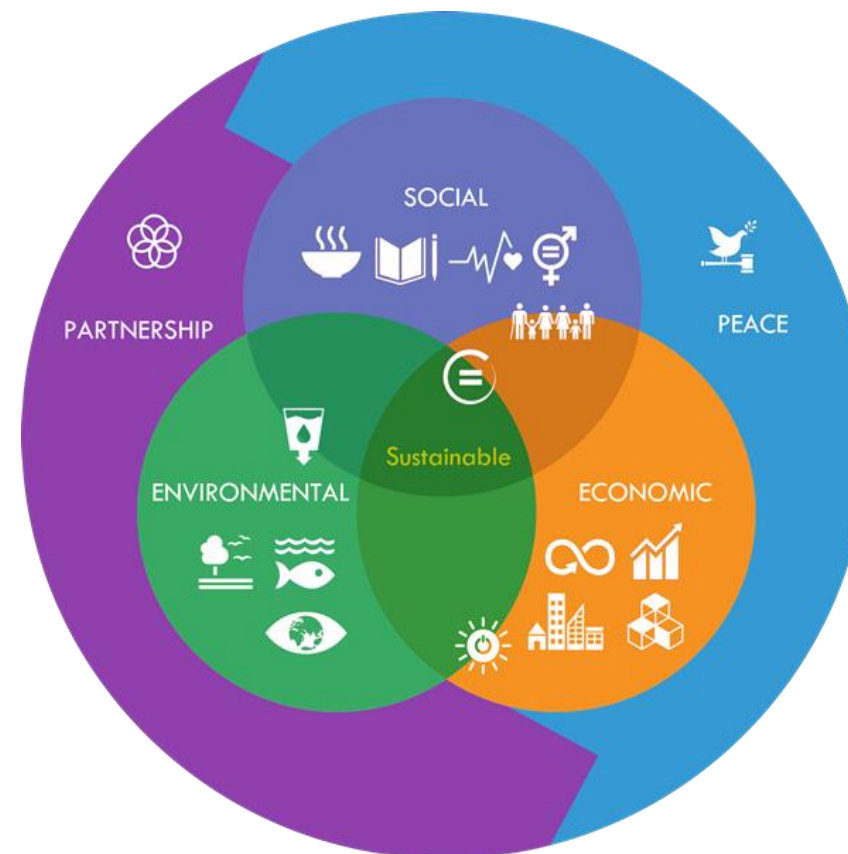 SOCIAL
PARTNERSHIP
PEACE
Sustainable
ENVIRONMENTAL
ECONOMIC